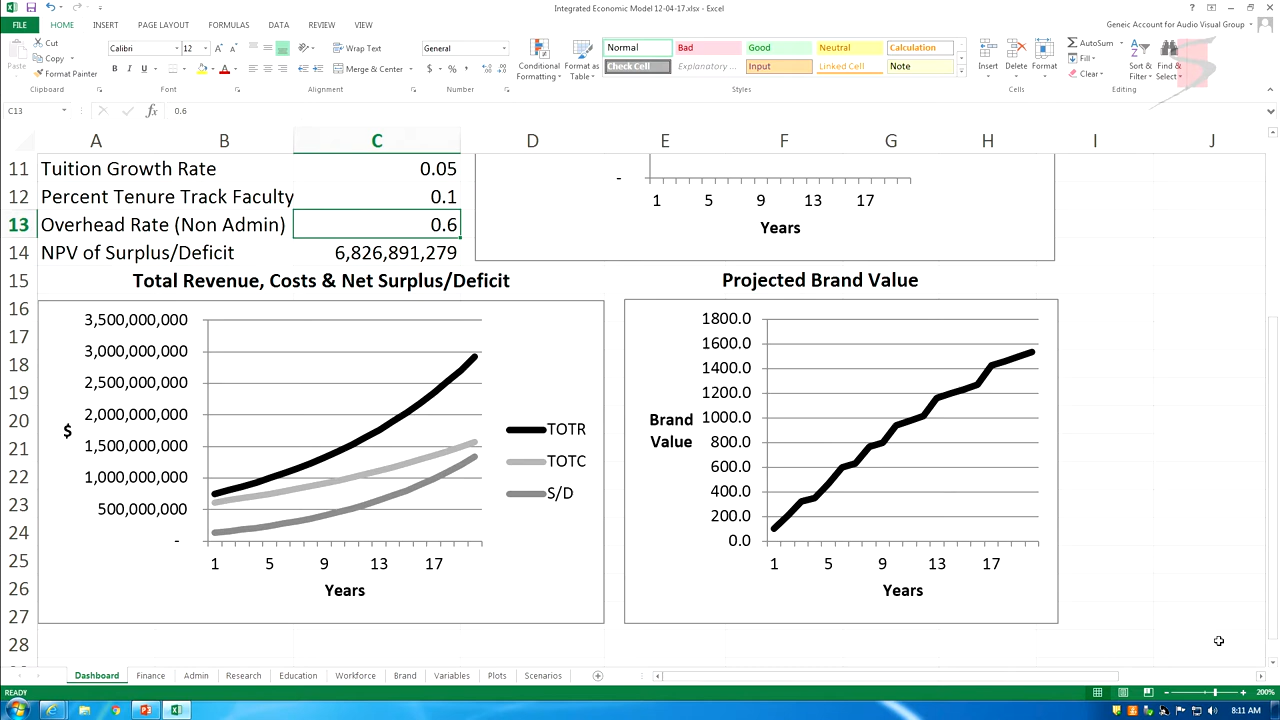 Integrated Economic Model 12-04-17.xlsx - Excel
FILE HOME INSERT PAGE LAYOUT FORMULAS DATA REVIEW VIEW
Geneic Account for Audio Visual Group
Cut
Copy
Format Painter
Paste
Clipboard
Calibri 12
B I U
Font
Wrap Text
Merge & Center
Alignment
General
$ % ,
Number
Conditional Formatting
Format as Table
Normal Bad Good Neutral Calculation
Check Cell Explanatory ... Input Linked Cell Note
Styles
Insert Delete Format
Cells
AutoSum
Fill
Clear
Sort & Filter
Find & Select
Editing
C13 fx 0.6
A B C D E F G H I J
11 Tuition Growth Rate 0.05
12 Percent Tenure Track Faculty 0.1
13 Overhead Rate (Non Admin) 0.6
14 NPV of Surplus/Deficit 6,826,891,279
-
1 5 9 13 17
Years
15 Total Revenue, Costs & Net Surplus/Deficit Projected Brand Value
16
17
18
19
20
21
22
23
24
25
26
27
28
3,500,000,000
3,000,000,000
2,500,000,000
2,000,000,000
1,500,000,000
1,000,000,000
500,000,000
-
$
1 5 9 13 17
Years
TOTR
TOTC
S/D
1800.0
1600.0
1400.0
1200.0
1000.0
800.0
600.0
400.0
200.0
0.0
Brand
Value
1 5 9 13 17
Years
Dashboard Finance Admin Research Education Workforce Brand Variables Plots Scenarios
READY
200%
8:11 AM